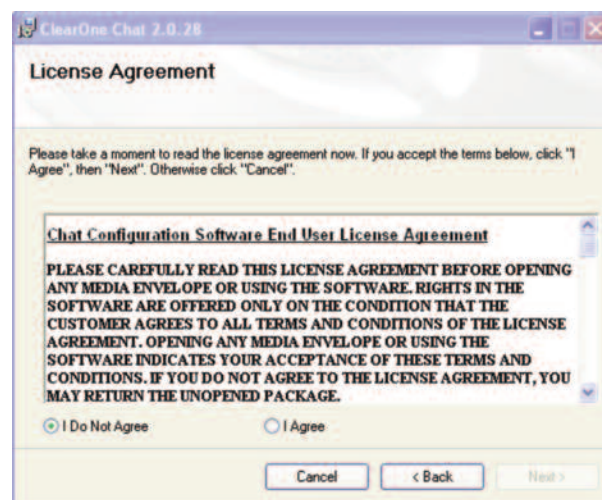 ClearOne Chat 2.0.28
License Agreement
Please take a moment to read the license agreement now. If you accept the terms below, click "I
Agree", then "Next". Otherwise click "Cancel".
Chat Configuration Software End User License Agreement
PLEASE CAREFULLY READ THIS LICENSE AGREEMENT BEFORE OPENING
ANY MEDIA ENVELOPE OR USING THE SOFTWARE. RIGHTS IN THE
SOFTWARE ARE OFFERED ONLY ON THE CONDITION THAT THE
CUSTOMER AGREES TO ALL TERMS AND CONDITIONS OF THE LICENSE
AGREEMENT. OPENING ANY MEDIA ENVELOPE OR USING THE
SOFTWARE INDICATES YOUR ACCEPTANCE OF THESE TERMS AND
CONDITIONS. IF YOU DO NOT AGREE TO THE LICENSE AGREEMENT, YOU
MAY RETURN THE UNOPENED PACKAGE.
I Do Not Agree I Agree
Cancel < Back Next >